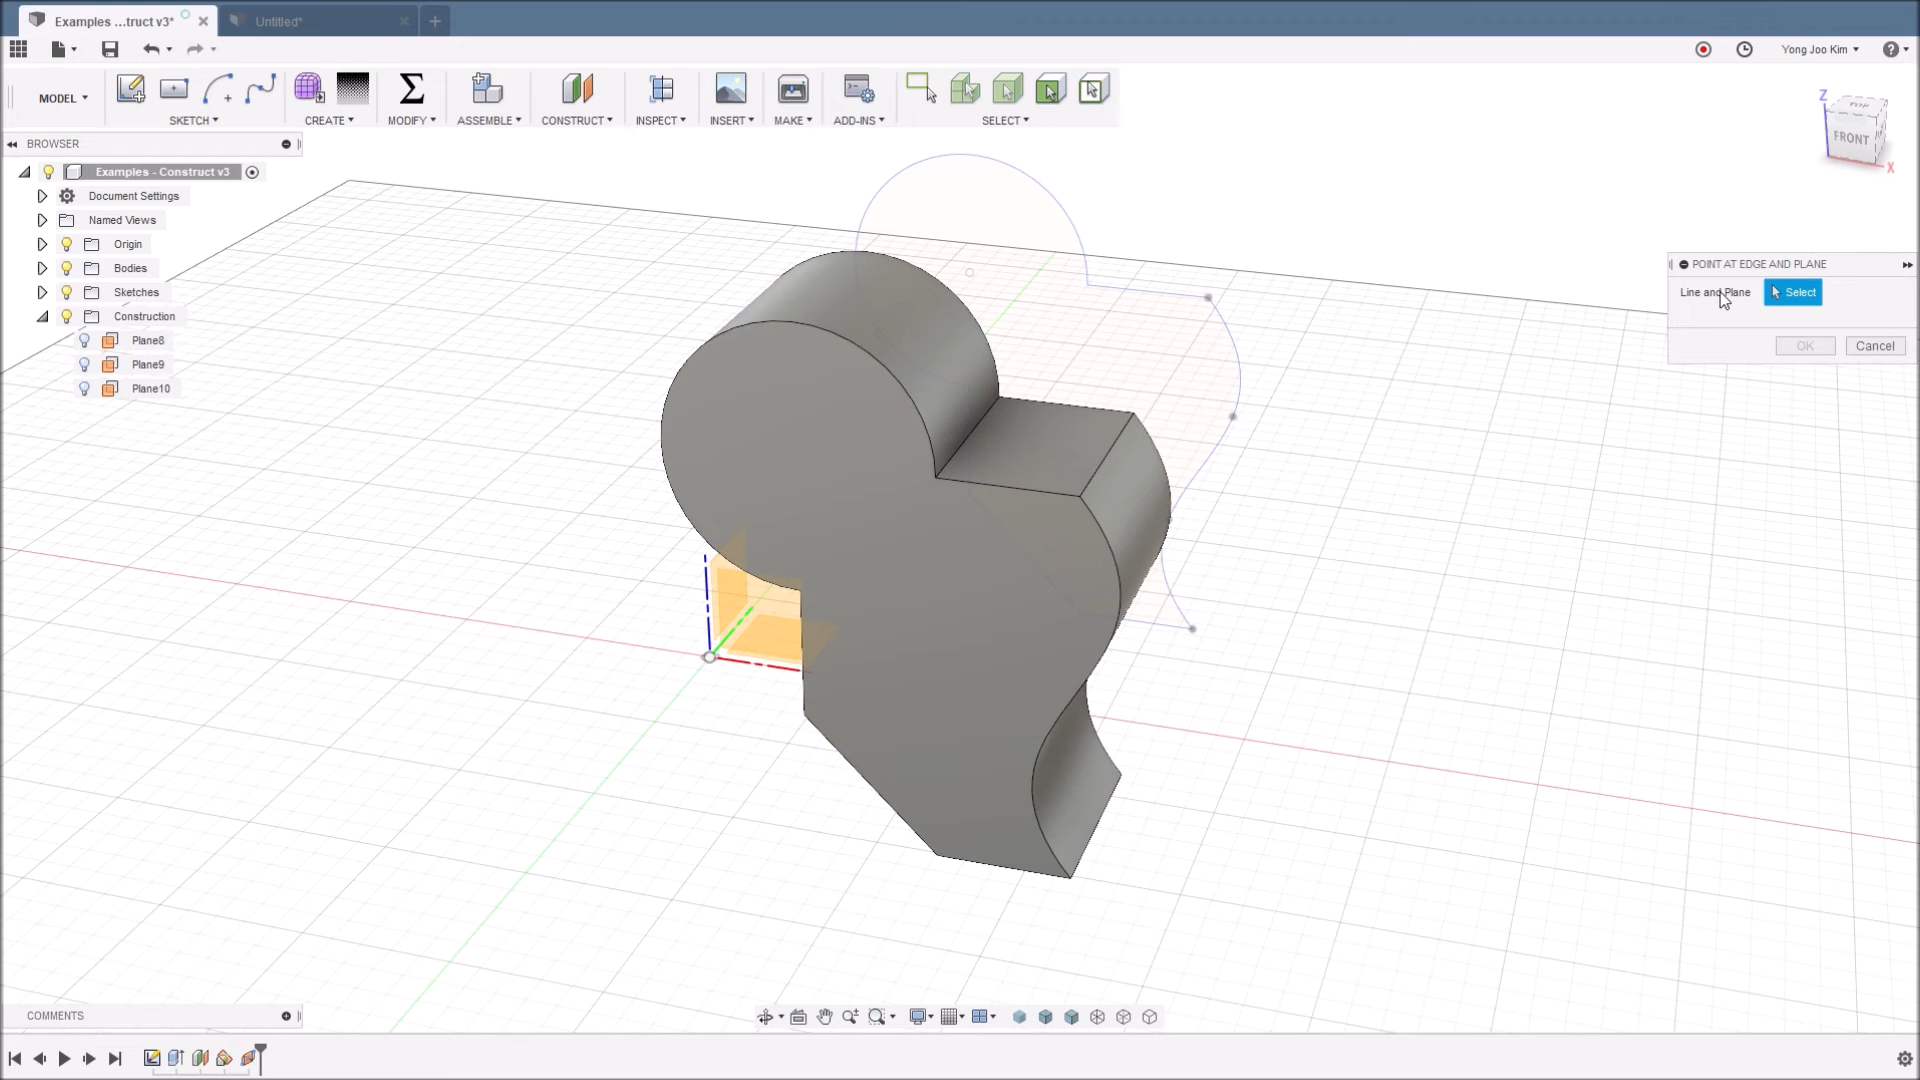 Examples ...truct v3*
Untitled*
Yong Joo Kim
MODEL
SKETCH
CREATE
MODIFY
ASSEMBLE
CONSTRUCT
INSPECT
INSERT
MAKE
ADD-INS
SELECT
BROWSER
Examples - Construct v3
Document Settings
Named Views
Origin
Bodies
Sketches
Construction
Plane8
Plane9
Plane10
Z
FRONT
X
POINT AT EDGE AND PLANE
Line and Plane
Select
OK
Cancel
COMMENTS